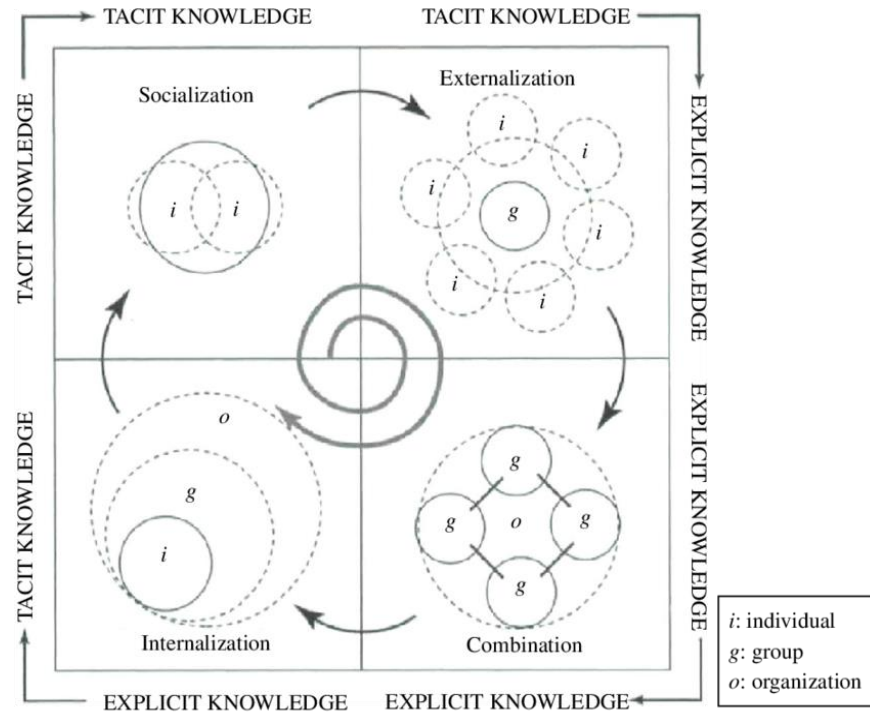 TACIT KNOWLEDGE
TACIT KNOWLEDGE
TACIT KNOWLEDGE
EXPLICIT KNOWLEDGE
Socialization
Externalization
i
i
i
i
i
i
g
i
i
TACIT KNOWLEDGE
EXPLICIT KNOWLEDGE
o
g
i
g
g
o
g
g
Internalization
Combination
EXPLICIT KNOWLEDGE
EXPLICIT KNOWLEDGE
i: individual
g: group
o: organization